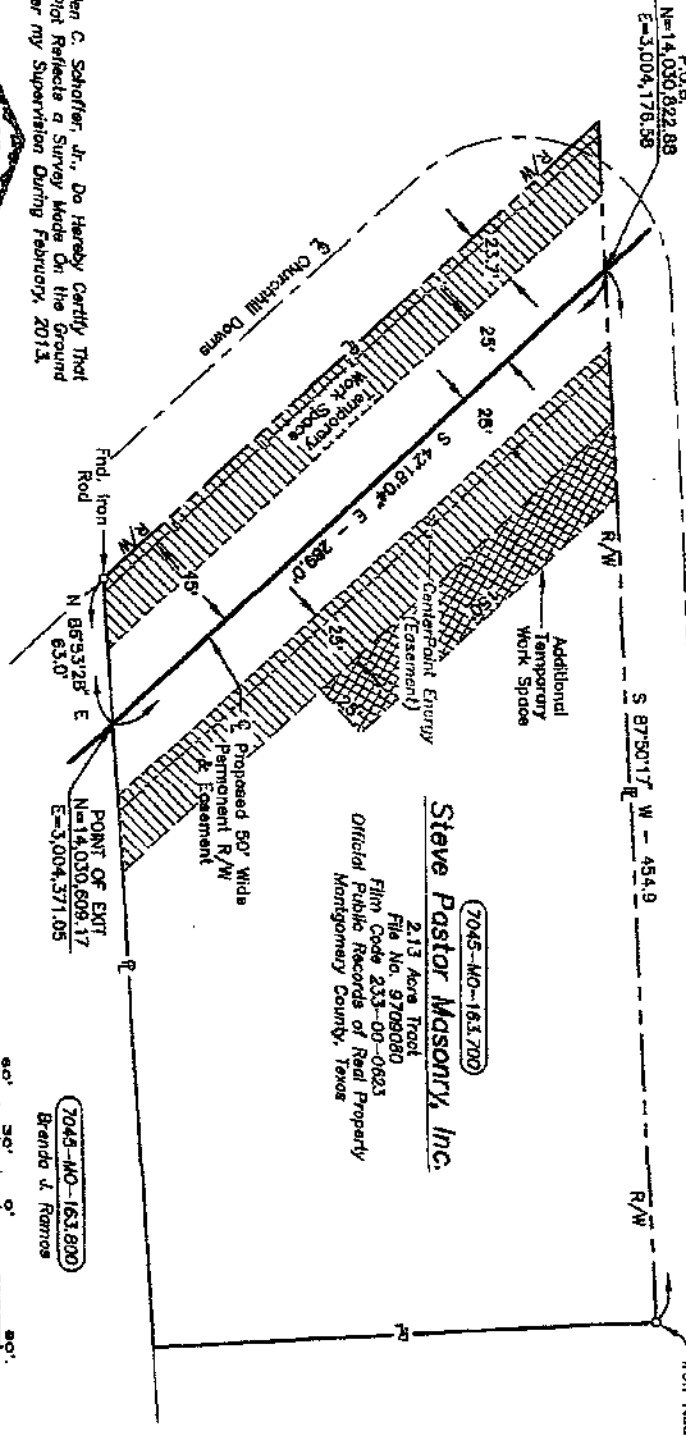 P.O.B.
N=14,030,822.88
E=3,004,176.58
S 87°50'17" W - 454.9
R/W
R/W
R/W
℄ Churchill Downs
23.7'
25'
25'
S 42°18'04" E - 289.0'
℄
Temporary
Work Space
Additional
Temporary
Work Space
150'
25'
CenterPoint Energy
(Easement)
25'
15'
R/W
Fnd. Iron
Rod
N 85°53'28" E
63.0'
℄ Proposed 50' Wide
Permanent R/W
& Easement
POINT OF EXIT
N=14,030,609.17
E=3,004,371.05
7045-MO-163.700
Steve Pastor Masonry, Inc.
2.13 Acre Tract
File No. 9709080
Film Code 233-00-0623
Official Public Records of Real Property
Montgomery County, Texas
7045-MO-163.800
Brenda J. Ramos
C. Schaffer, Jr., Do Hereby Certify That
Plat Reflects a Survey Made On the Ground
my Supervision During February, 2013.
60' 30' 0' 60'